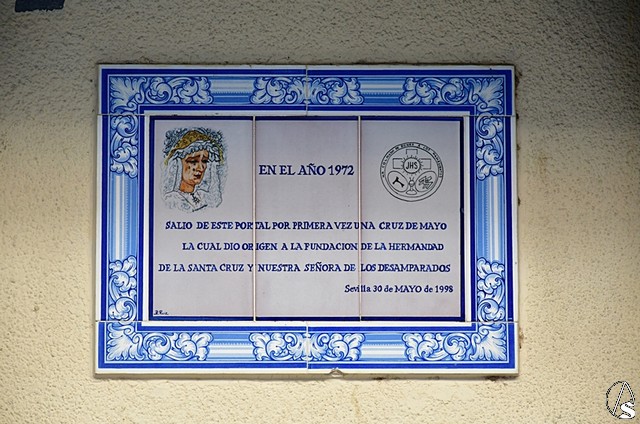 EN EL AÑO 1972
JHS
SALIO DE ESTE PORTAL POR PRIMERA VEZ UNA CRUZ DE MAYO
LA CUAL DIO ORIGEN A LA FUNDACION DE LA HERMANDAD
DE LA SANTA CRUZ Y NUESTRA SEÑORA DE LOS DESAMPARADOS
Sevilla 30 de MAYO de 1998